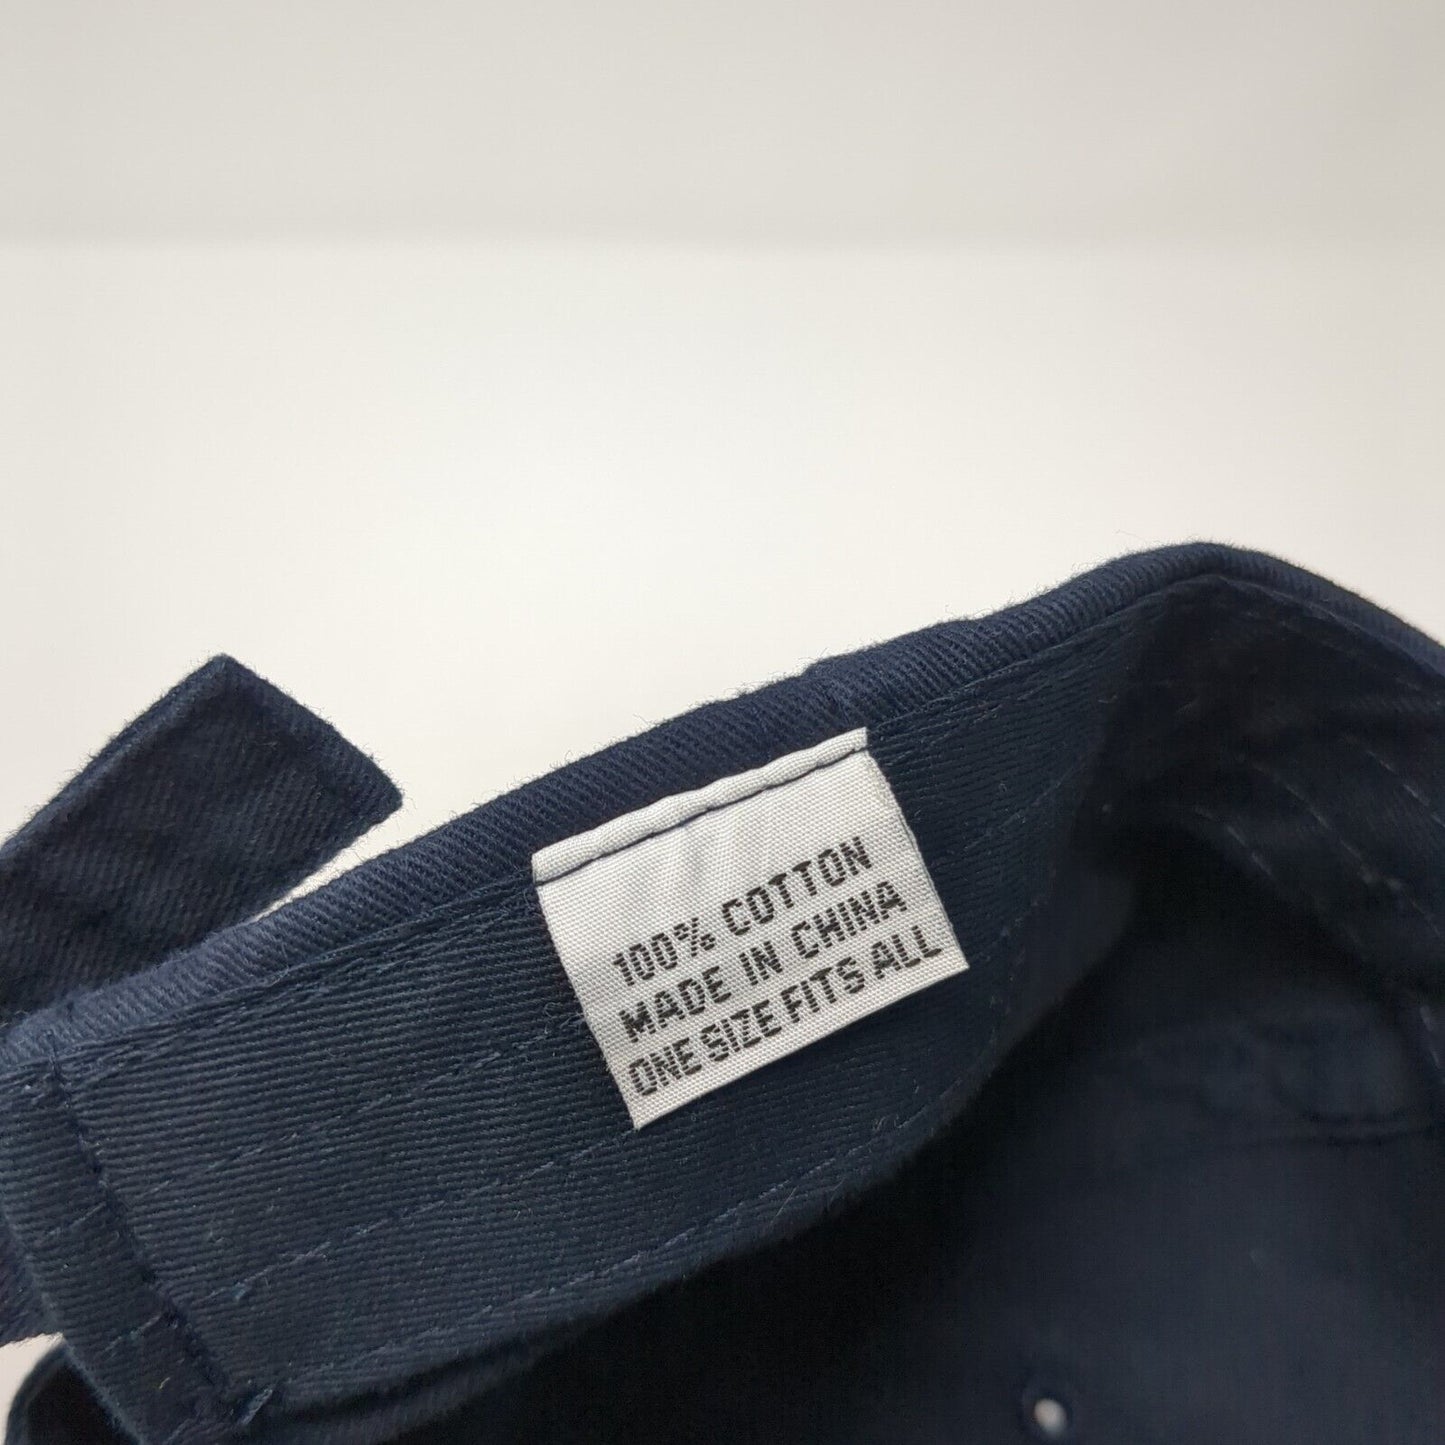 100% COTTON
MADE IN CHINA
ONE SIZE FITS ALL